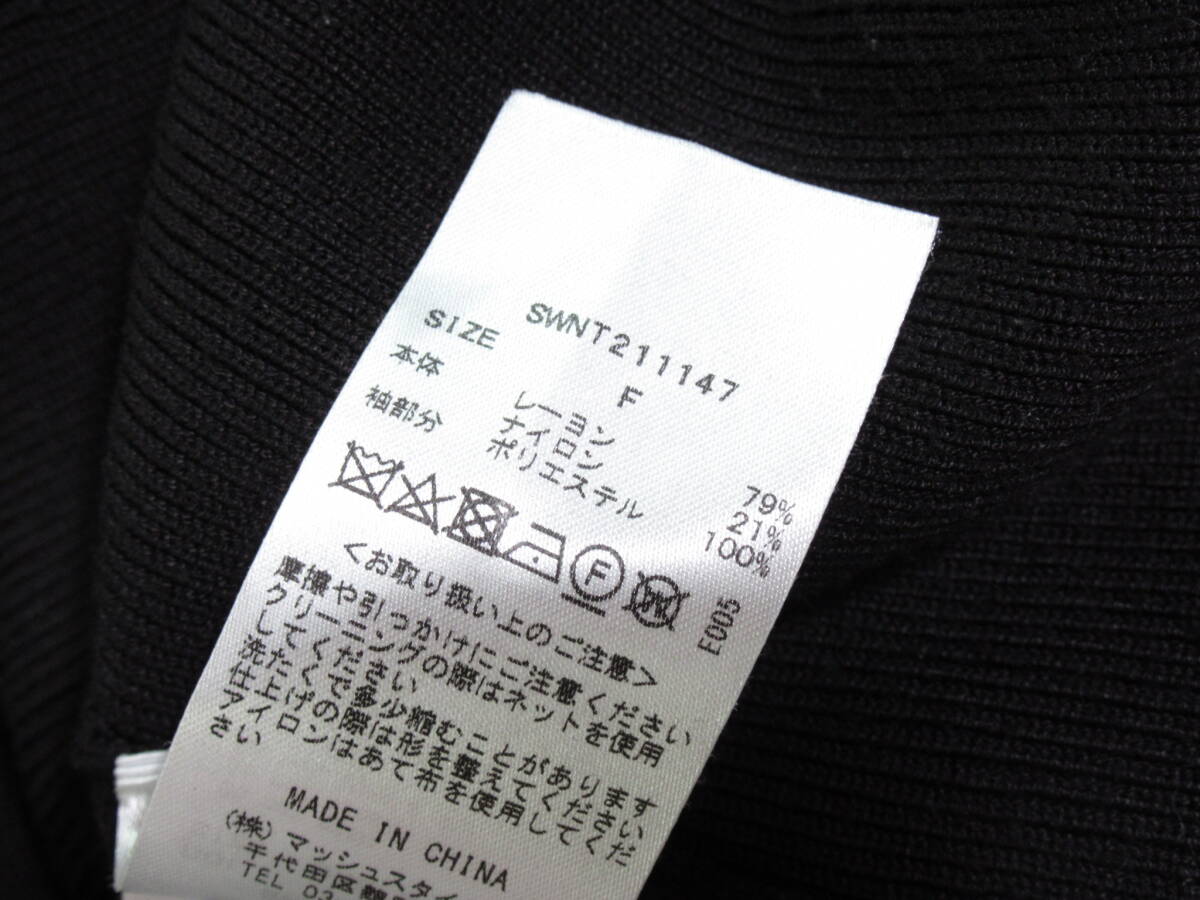 SWNT211147
SIZE F
本体 レーヨン 79%
ナイロン 21%
袖部分 ポリエステル 100%
F
W
E005
<お取り扱い上のご注意>
摩擦や引っかけにご注意ください
クリーニングの際はネットを使用
してください
洗たくで多少縮むことがあります
仕上げの際は形を整えてください
アイロンはあて布を使用してくだ
さい
MADE IN CHINA
(株)マッシュスタイ
千代田区麹
TEL 03